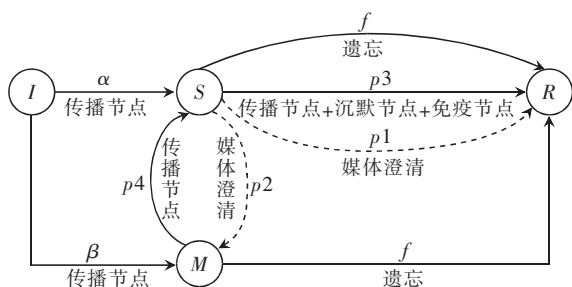 f
遗忘
I
α
传播节点
S
p3
传播节点+沉默节点+免疫节点
R
p1
媒体澄清
p4
传播节点
媒体澄清
p2
β
传播节点
M
f
遗忘